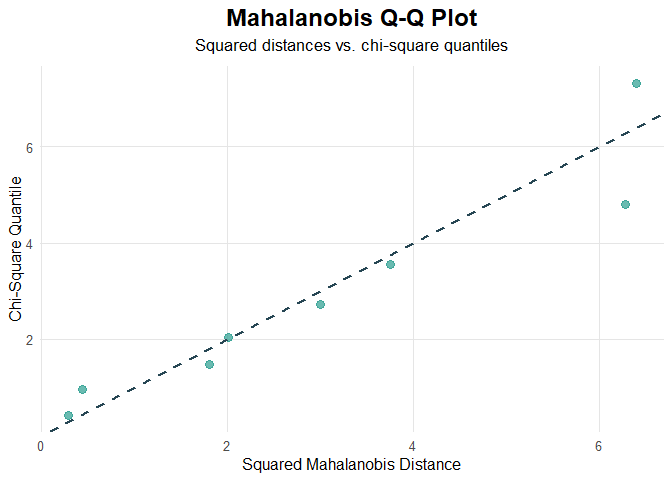 Mahalanobis Q-Q Plot
Squared distances vs. chi-square quantiles
Chi-Square Quantile
6
4
2
0 2 4 6
Squared Mahalanobis Distance